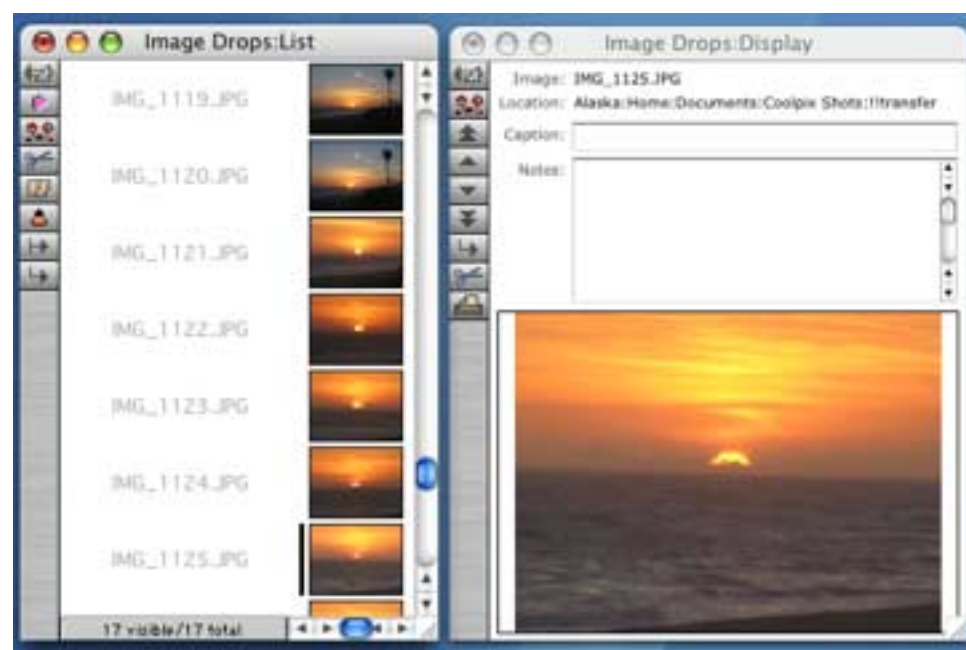 Image Drops:List
IMG_1119.JPG
IMG_1120.JPG
IMG_1121.JPG
IMG_1122.JPG
IMG_1123.JPG
IMG_1124.JPG
IMG_1125.JPG
17 visible/17 total
Image Drops:Display
Image: IMG_1125.JPG
Location: Alaska:Home:Documents:Coolpix Shots:!!transfer
Caption:
Notes: